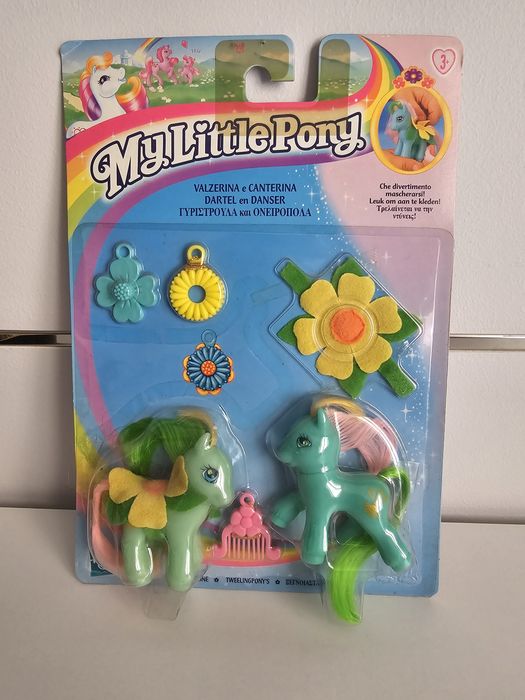 3+
My Little Pony
VALZERINA e CANTERINA
DARTEL en DANSER
ΓΥΡΙΣΤΡΟΥΛΑ και ΟΝΕΙΡΟΠΟΛΑ
Che divertimento
mascherarsi!
Leuk om aan te kleden!
Τρελαίνεται να την
ντύνεις!
TWEELINGPONY'S